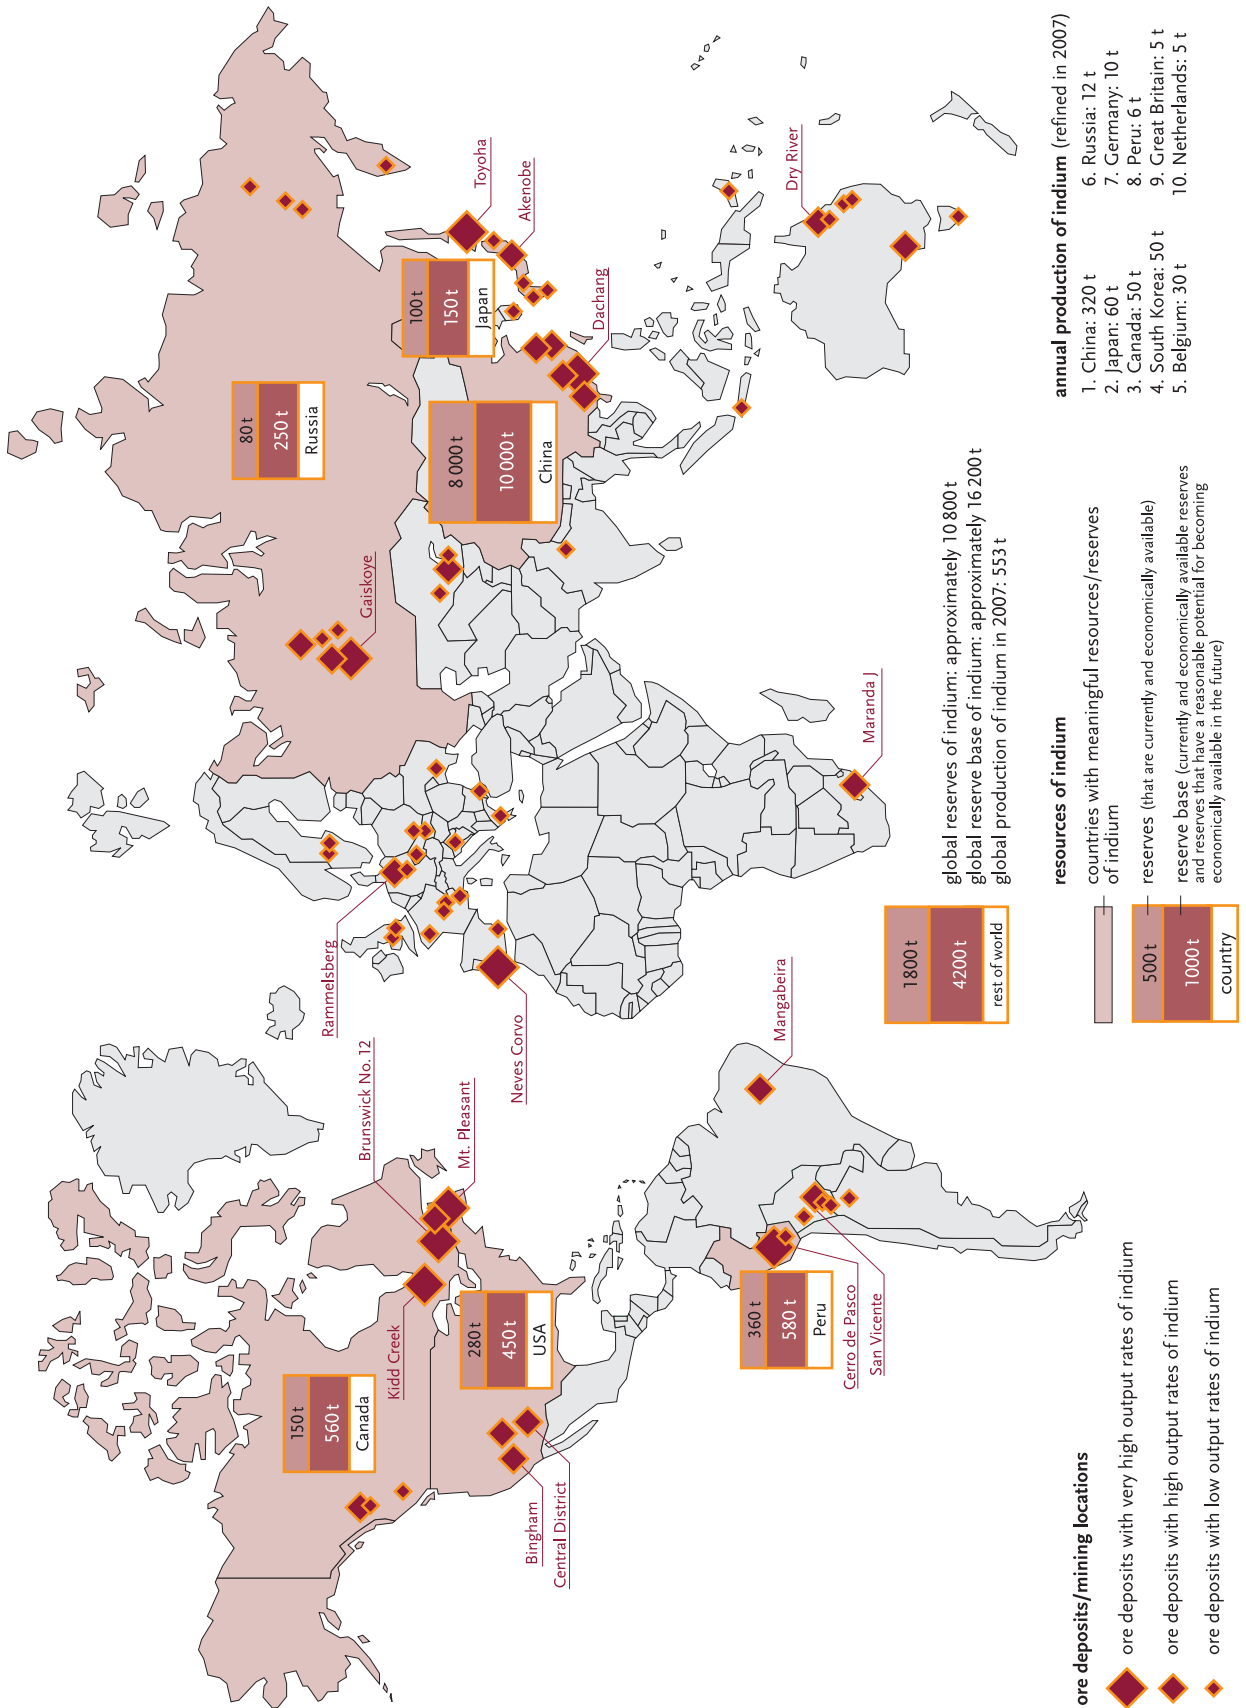 Kidd Creek
Brunswick No. 12
Mt. Pleasant
150 t
560 t
Canada
280 t
450 t
USA
Bingham
Central District
360 t
580 t
Peru
Cerro de Pasco
San Vicente
Mangabeira
Rammelsberg
Neves Corvo
Maranda J
Gaiskoye
80 t
250 t
Russia
100 t
150 t
Japan
8 000 t
10 000 t
China
Toyoha
Akenobe
Dachang
Dry River
1800 t
4200 t
rest of world
global reserves of indium: approximately 10 800 t
global reserve base of indium: approximately 16 200 t
global production of indium in 2007: 553 t
ore deposits/mining locations
ore deposits with very high output rates of indium
ore deposits with high output rates of indium
ore deposits with low output rates of indium
resources of indium
countries with meaningful resources/reserves
of indium
500 t
1000 t
country
reserves (that are currently and economically available)
reserve base (currently and economically available reserves
and reserves that have a reasonable potential for becoming
economically available in the future)
annual production of indium (refined in 2007)
1. China: 320 t
2. Japan: 60 t
3. Canada: 50 t
4. South Korea: 50 t
5. Belgium: 30 t
6. Russia: 12 t
7. Germany: 10 t
8. Peru: 6 t
9. Great Britain: 5 t
10. Netherlands: 5 t